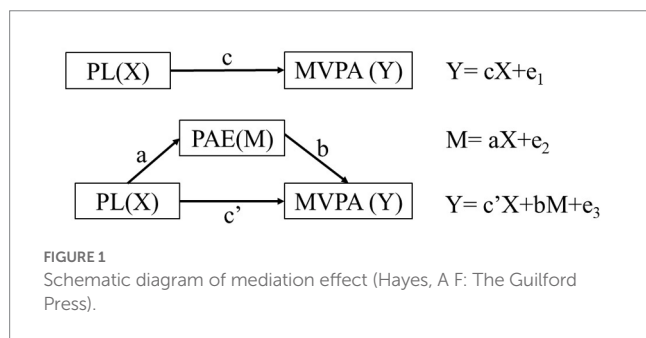 c
PL(X) MVPA (Y) Y= cX+e1
PAE(M) M= aX+e2
a b
PL(X) MVPA (Y) Y= c’X+bM+e3
c’
FIGURE 1
Schematic diagram of mediation effect (Hayes, A F: The Guilford
Press).